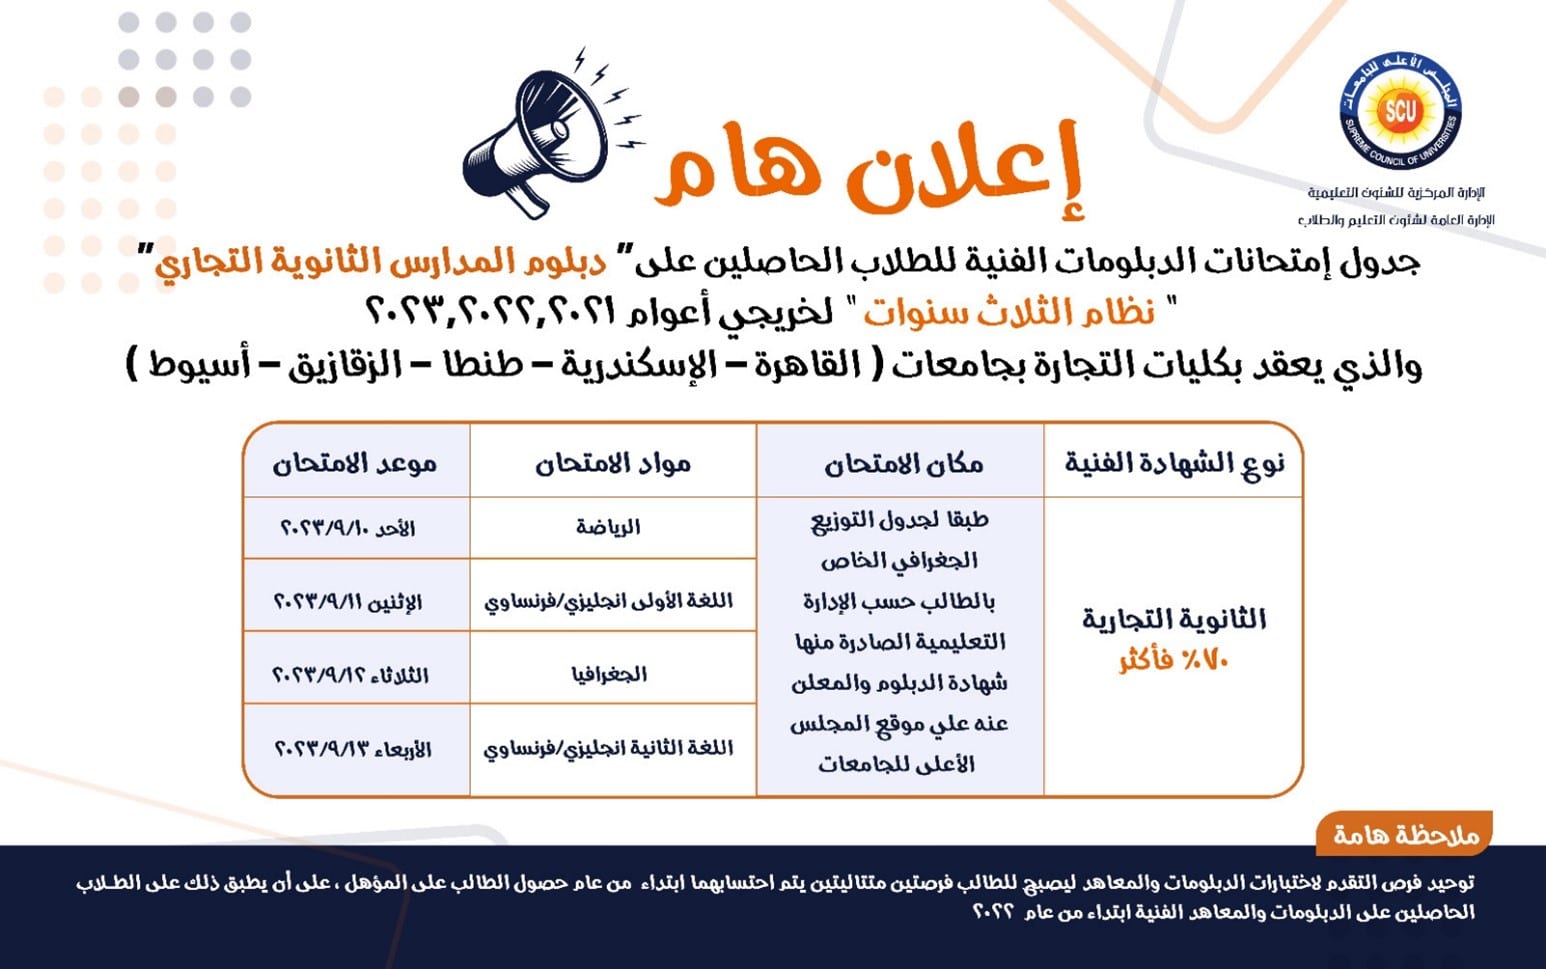 المجلس الأعلى للجامعات
SCU
SUPREME COUNCIL OF UNIVERSITIES
الإدارة المركزية للشئون التعليمية
الإدارة العامة لشئون التعليم والطلاب
إعلان هام
جدول إمتحانات الدبلومات الفنية للطلاب الحاصلين على" دبلوم المدارس الثانوية التجاري"
" نظام الثلاث سنوات " لخريجي أعوام ٢٠٢٣,٢٠٢٢,٢٠٢١
والذي يعقد بكليات التجارة بجامعات ( القاهرة – الإسكندرية – طنطا – الزقازيق – أسيوط )
نوع الشهادة الفنية مكان الامتحان مواد الامتحان موعد الامتحان
الثانوية التجارية
٧٠٪ فأكثر
طبقا لجدول التوزيع
الجغرافي الخاص
بالطالب حسب الإدارة
التعليمية الصادرة منها
شهادة الدبلوم والمعلن
عنه علي موقع المجلس
الأعلى للجامعات
الرياضة الأحد ٢٠٢٣/٩/١٠
اللغة الأولى انجليزي/فرنساوي الإثنين ٢٠٢٣/٩/١١
الجغرافيا الثلاثاء ٢٠٢٣/٩/١٢
اللغة الثانية انجليزي/فرنساوي الأربعاء ٢٠٢٣/٩/١٣
ملاحظة هامة
توحيد فرص التقدم لاختبارات الدبلومات والمعاهد ليصبح للطالب فرصتين متتاليتين يتم احتسابهما ابتداء من عام حصول الطالب على المؤهل ، على أن يطبق ذلك على الطلاب
الحاصلين على الدبلومات والمعاهد الفنية ابتداء من عام ٢٠٢٢